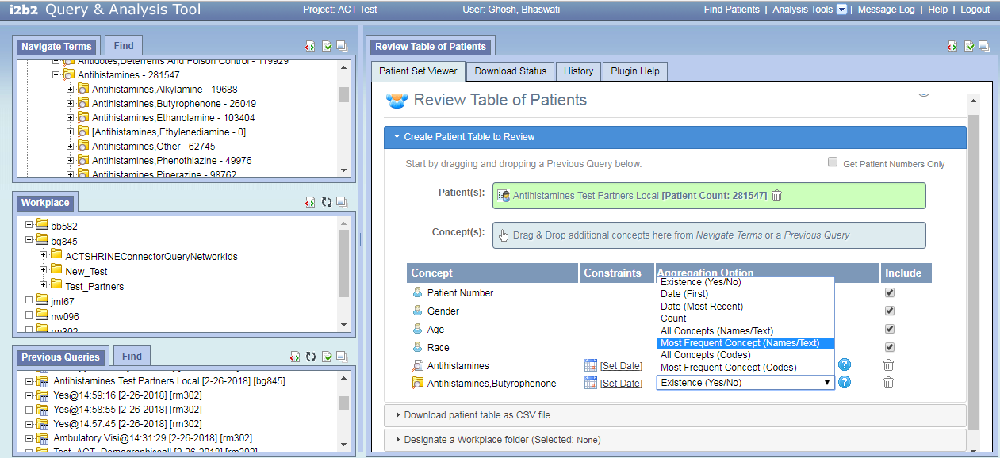 i2b2 Query & Analysis Tool
Project: ACT Test
User: Ghosh, Bhaswati
Find Patients | Analysis Tools | Message Log | Help | Logout
Navigate Terms
Find
Antidotes,Deterrents And Poison Control - 119929
Antihistamines - 281547
Antihistamines,Alkylamine - 19688
Antihistamines,Butyrophenone - 26049
Antihistamines,Ethanolamine - 103404
[Antihistamines,Ethylenediamine - 0]
Antihistamines,Other - 62745
Antihistamines,Phenothiazine - 49976
Antihistamines,Piperazine - 98762
Workplace
bb582
bg845
ACTSHRINEConnectorQueryNetworkIds
New_Test
Test_Partners
jmt67
nw096
rm302
Previous Queries
Find
Antihistamines Test Partners Local [2-26-2018] [bg845]
Yes@14:59:16 [2-26-2018] [rm302]
Yes@14:58:55 [2-26-2018] [rm302]
Yes@14:57:45 [2-26-2018] [rm302]
Ambulatory Visi@14:31:29 [2-26-2018] [rm302]
Review Table of Patients
Patient Set Viewer
Download Status
History
Plugin Help
Review Table of Patients
Tutorial
Create Patient Table to Review
Start by dragging and dropping a Previous Query below.
Get Patient Numbers Only
Patient(s):
Antihistamines Test Partners Local [Patient Count: 281547]
Concept(s):
Drag & Drop additional concepts here from Navigate Terms or a Previous Query
Concept
Constraints
Aggregation Option
Include
Patient Number
Gender
Age
Race
Antihistamines
[Set Date]
Antihistamines,Butyrophenone
[Set Date]
Existence (Yes/No)
Date (First)
Date (Most Recent)
Count
All Concepts (Names/Text)
Most Frequent Concept (Names/Text)
All Concepts (Codes)
Most Frequent Concept (Codes)
Existence (Yes/No)
?
?
Download patient table as CSV file
Designate a Workplace folder (Selected: None)